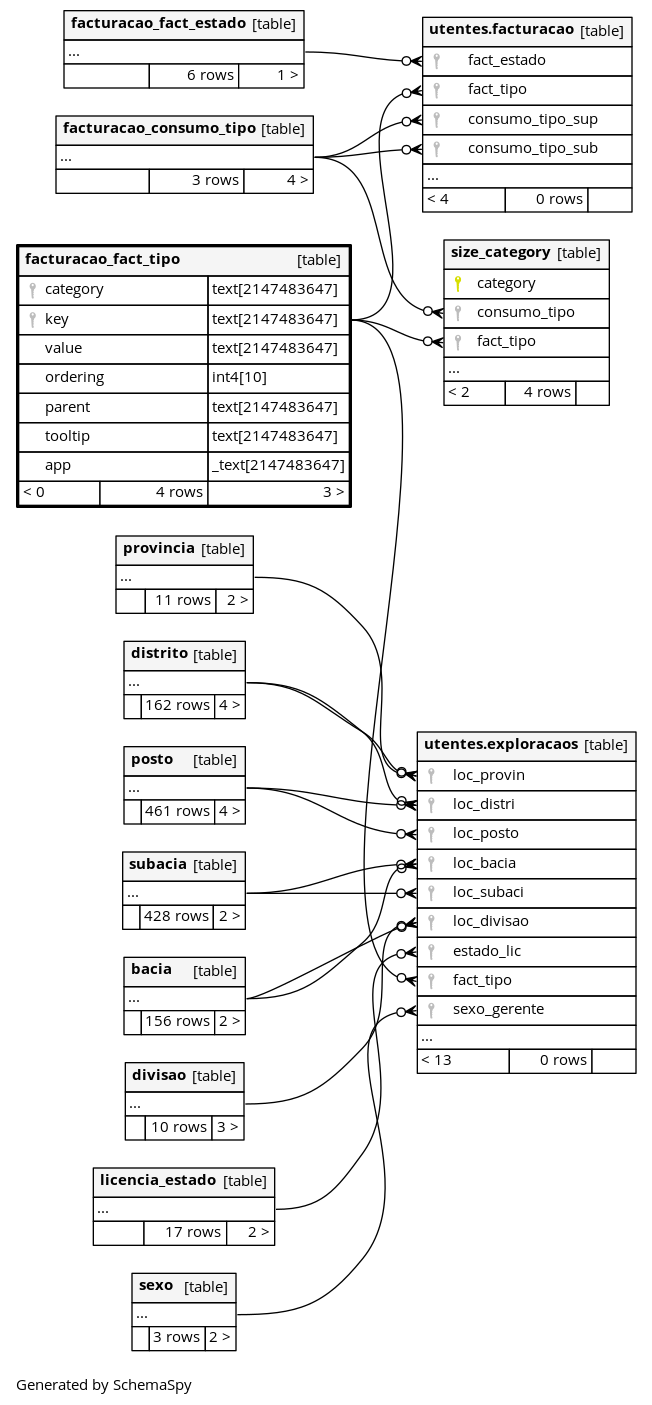 facturacao_fact_estado [table]
...
6 rows 1 >
facturacao_consumo_tipo [table]
...
3 rows 4 >
facturacao_fact_tipo [table]
category text[2147483647]
key text[2147483647]
value text[2147483647]
ordering int4[10]
parent text[2147483647]
tooltip text[2147483647]
app _text[2147483647]
< 0 4 rows 3 >
provincia [table]
...
11 rows 2 >
distrito [table]
...
162 rows 4 >
posto [table]
...
461 rows 4 >
subacia [table]
...
428 rows 2 >
bacia [table]
...
156 rows 2 >
divisao [table]
...
10 rows 3 >
licencia_estado [table]
...
17 rows 2 >
sexo [table]
...
3 rows 2 >
utentes.facturacao [table]
fact_estado
fact_tipo
consumo_tipo_sup
consumo_tipo_sub
...
< 4 0 rows
size_category [table]
category
consumo_tipo
fact_tipo
...
< 2 4 rows
utentes.exploracaos [table]
loc_provin
loc_distri
loc_posto
loc_bacia
loc_subaci
loc_divisao
estado_lic
fact_tipo
sexo_gerente
...
< 13 0 rows
Generated by SchemaSpy